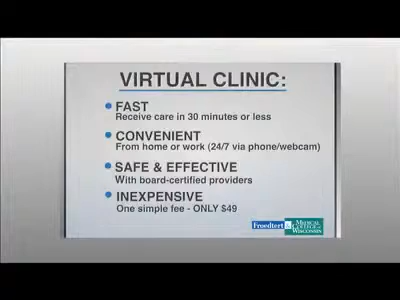 VIRTUAL CLINIC:
FAST
Receive care in 30 minutes or less
CONVENIENT
From home or work (24/7 via phone/webcam)
SAFE & EFFECTIVE
With board-certified providers
INEXPENSIVE
One simple fee - ONLY $49
Froedtert & MEDICAL COLLEGE of WISCONSIN